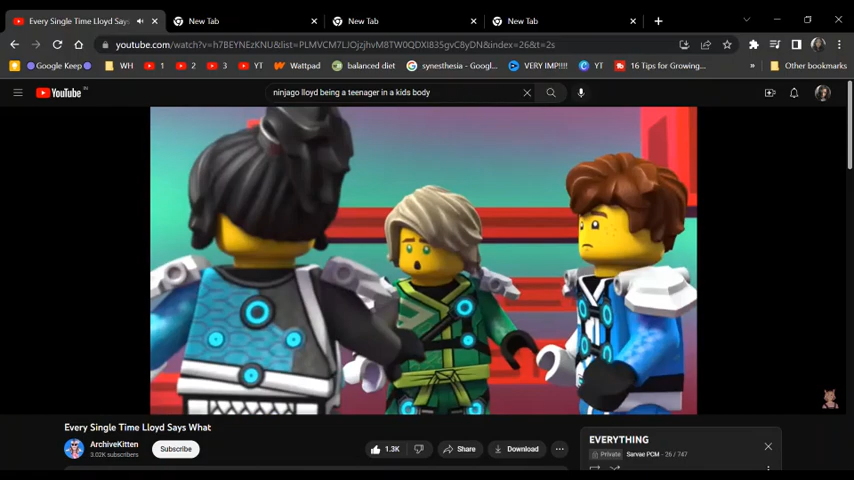 Every Single Time Lloyd Says
New Tab
New Tab
New Tab
youtube.com/watch?v=h7BEYNEzKNU&list=PLMVCM7LJOjzjhvM8TW0QDXI835gvC8yDN&index=26&t=2s
Google Keep
WH
1
2
3
YT
Wattpad
balanced diet
synesthesia - Googl...
VERY IMP!!!!
YT
16 Tips for Growing...
»
Other bookmarks
YouTube IN
ninjago lloyd being a teenager in a kids body
Every Single Time Lloyd Says What
ArchiveKitten
3.02K subscribers
Subscribe
1.3K
Share
Download
EVERYTHING
Private
Sarvae PCM - 26 / 747